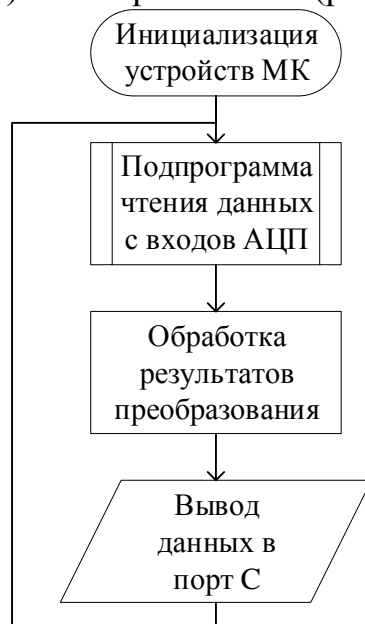 Инициализация
устройств МК
Подпрограмма
чтения данных
с входов АЦП
Обработка
результатов
преобразования
Вывод
данных в
порт С